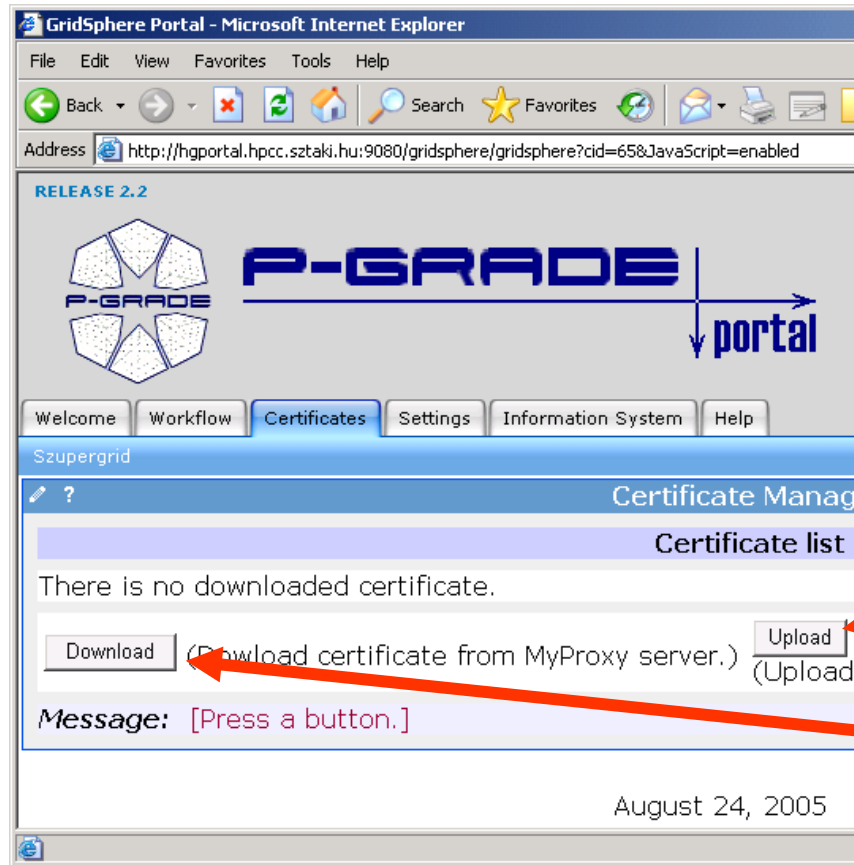 GridSphere Portal - Microsoft Internet Explorer
File Edit View Favorites Tools Help
Back Search Favorites
Address http://hgportal.hpcc.sztaki.hu:9080/gridsphere/gridsphere?cid=65&JavaScript=enabled
RELEASE 2.2
P-GRADE
P-GRADE
portal
Welcome Workflow Certificates Settings Information System Help
Szupergrid
? Certificate Manag
Certificate list
There is no downloaded certificate.
Download (Dowload certificate from MyProxy server.) Upload
(Upload
Message: [Press a button.]
August 24, 2005